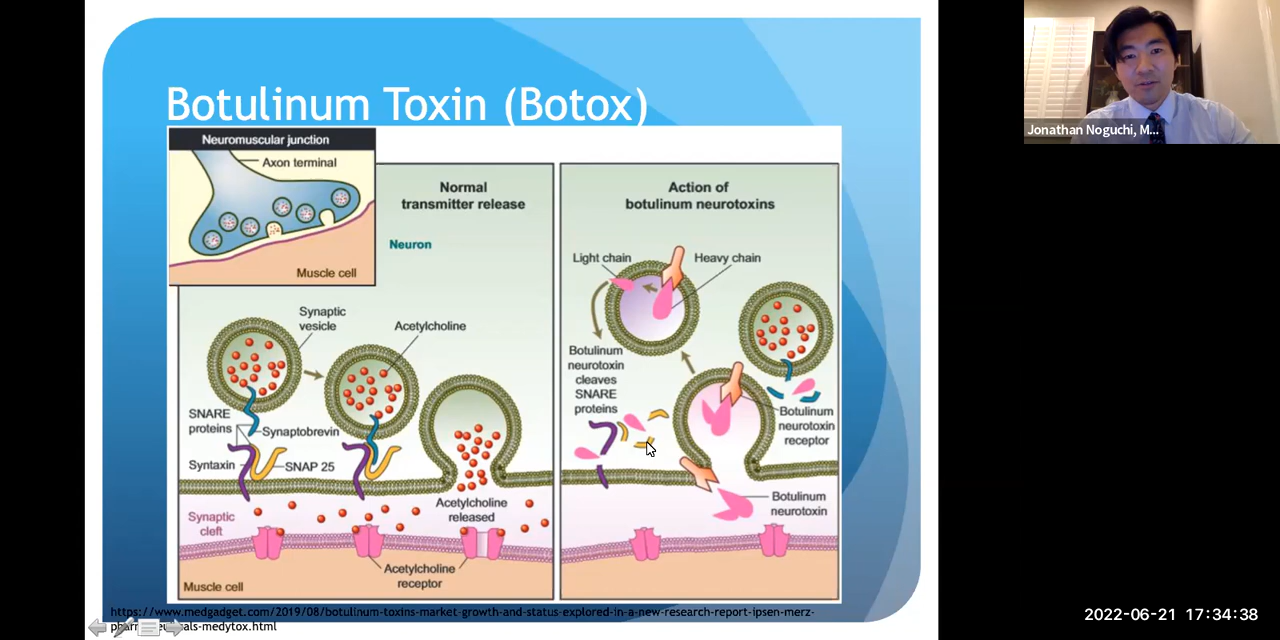 Botulinum Toxin (Botox)
Neuromuscular junction
Axon terminal
Muscle cell
Normal
transmitter release
Neuron
Synaptic
vesicle
Acetylcholine
SNARE
proteins
Synaptobrevin
Syntaxin
SNAP 25
Acetylcholine
released
Synaptic
cleft
Acetylcholine
receptor
Muscle cell
Action of
botulinum neurotoxins
Light chain
Heavy chain
Botulinum
neurotoxin
cleaves
SNARE
proteins
Botulinum
neurotoxin
receptor
Botulinum
neurotoxin
https://www.medgadget.com/2019/08/botulinum-toxins-market-growth-and-status-explored-in-a-new-research-report-ipsen-merz-
als-medytox.html
Jonathan Noguchi, M...
2022-06-21 17:34:38